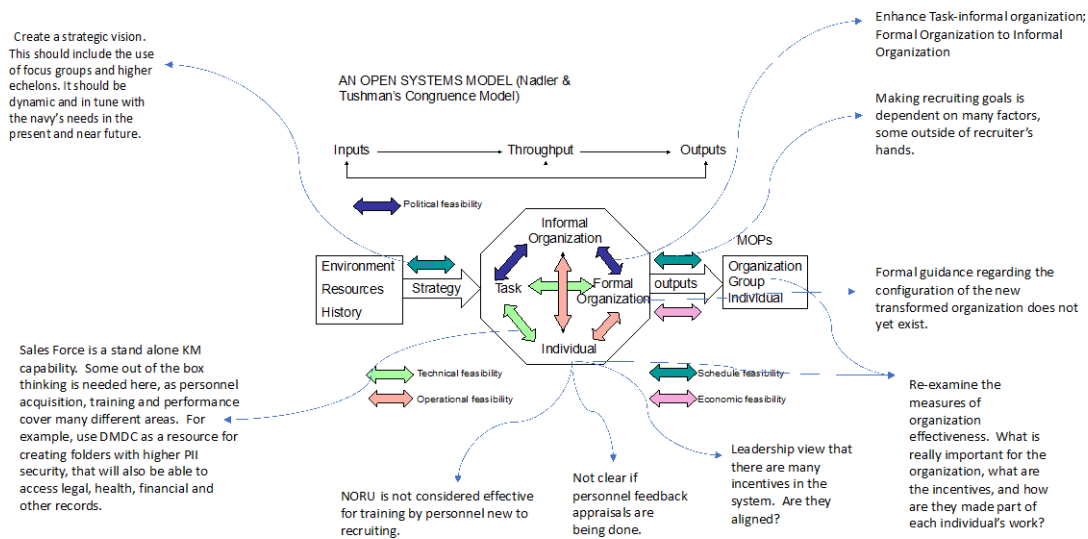 Create a strategic vision.
This should include the use
of focus groups and higher
echelons. It should be
dynamic and in tune with
the navy's needs in the
present and near future.
AN OPEN SYSTEMS MODEL (Nadler &
Tushman's Congruence Model)
Enhance Task-informal organization;
Formal Organization to Informal
Organization
Making recruiting goals is
dependent on many factors,
some outside of recruiter's
hands.
Inputs
Throughput
Outputs
Political feasibility
Environment
Resources
History
Strategy
Informal
Organization
Task
Formal
Organization
Individual
outputs
MOPs
Organization
Group
Individual
Formal guidance regarding the
configuration of the new
transformed organization does not
yet exist.
Technical feasibility
Operational feasibility
Schedule feasibility
Economic feasibility
Sales Force is a stand alone KM
capability. Some out of the box
thinking is needed here, as personnel
acquisition, training and performance
cover many different areas. For
example, use DMDC as a resource for
creating folders with higher PII
security, that will also be able to
access legal, health, financial and
other records.
NORU is not considered effective
for training by personnel new to
recruiting.
Not clear if
personnel feedback
appraisals are
being done.
Leadership view that
there are many
incentives in the
system. Are they
aligned?
Re-examine the
measures of
organization
effectiveness. What is
really important for the
organization, what are
the incentives, and how
are they made part of
each individual's work?